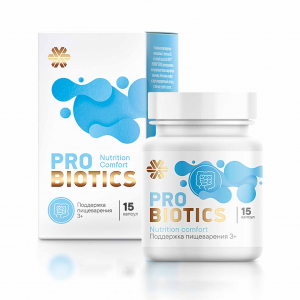 PRO
BIOTICS
Nutrition
Comfort
Поддержка
пищеварения
3+
15
капсул
PRO
BIOTICS
Nutrition comfort
Поддержка пищеварения 3+
15
капсул